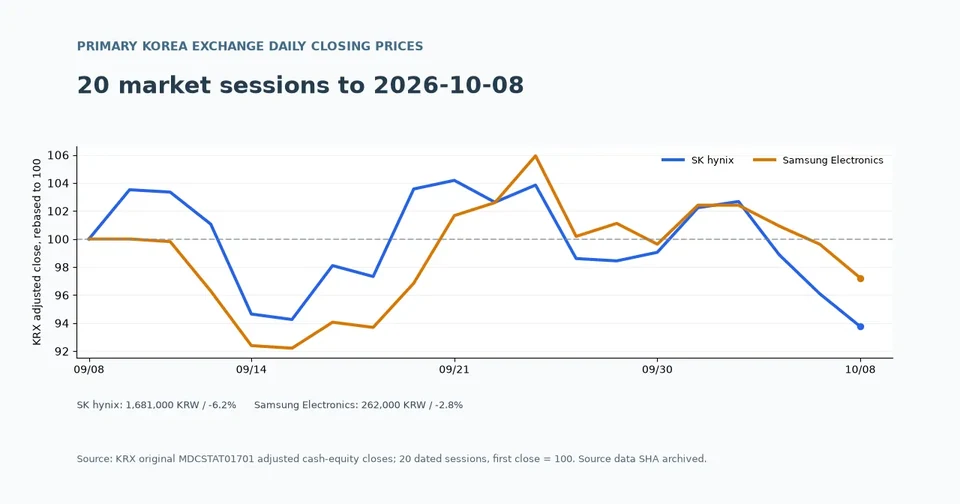 PRIMARY KOREA EXCHANGE DAILY CLOSING PRICES
20 market sessions to 2026-10-08
KRX adjusted close, rebased to 100
SK hynix
Samsung Electronics
106
104
102
100
98
96
94
92
09/08
09/14
09/21
09/30
10/08
SK hynix: 1,681,000 KRW / -6.2%
Samsung Electronics: 262,000 KRW / -2.8%
Source: KRX original MDCSTAT01701 adjusted cash-equity closes; 20 dated sessions, first close = 100. Source data SHA archived.